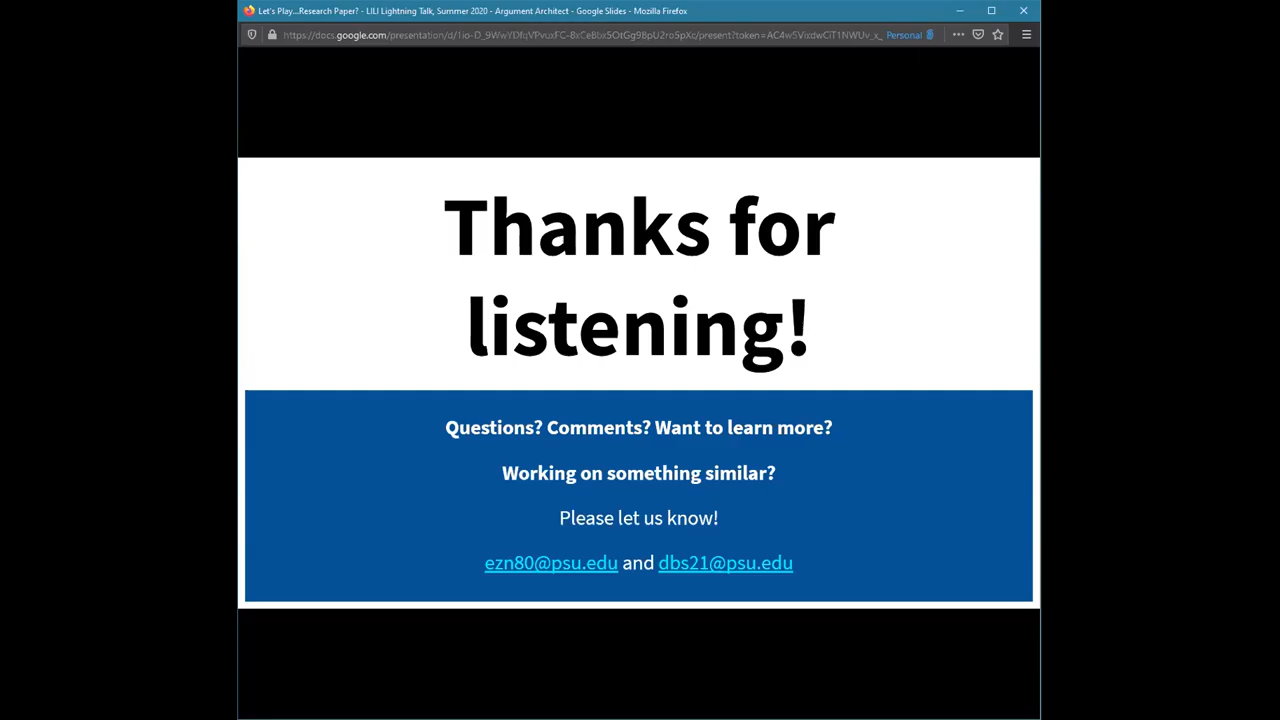 Let's Play...Research Paper? - LILI Lightning Talk, Summer 2020 - Argument Architect - Google Slides - Mozilla Firefox
Personal
Thanks for
listening!
Questions? Comments? Want to learn more?
Working on something similar?
Please let us know!
ezn80@psu.edu and dbs21@psu.edu